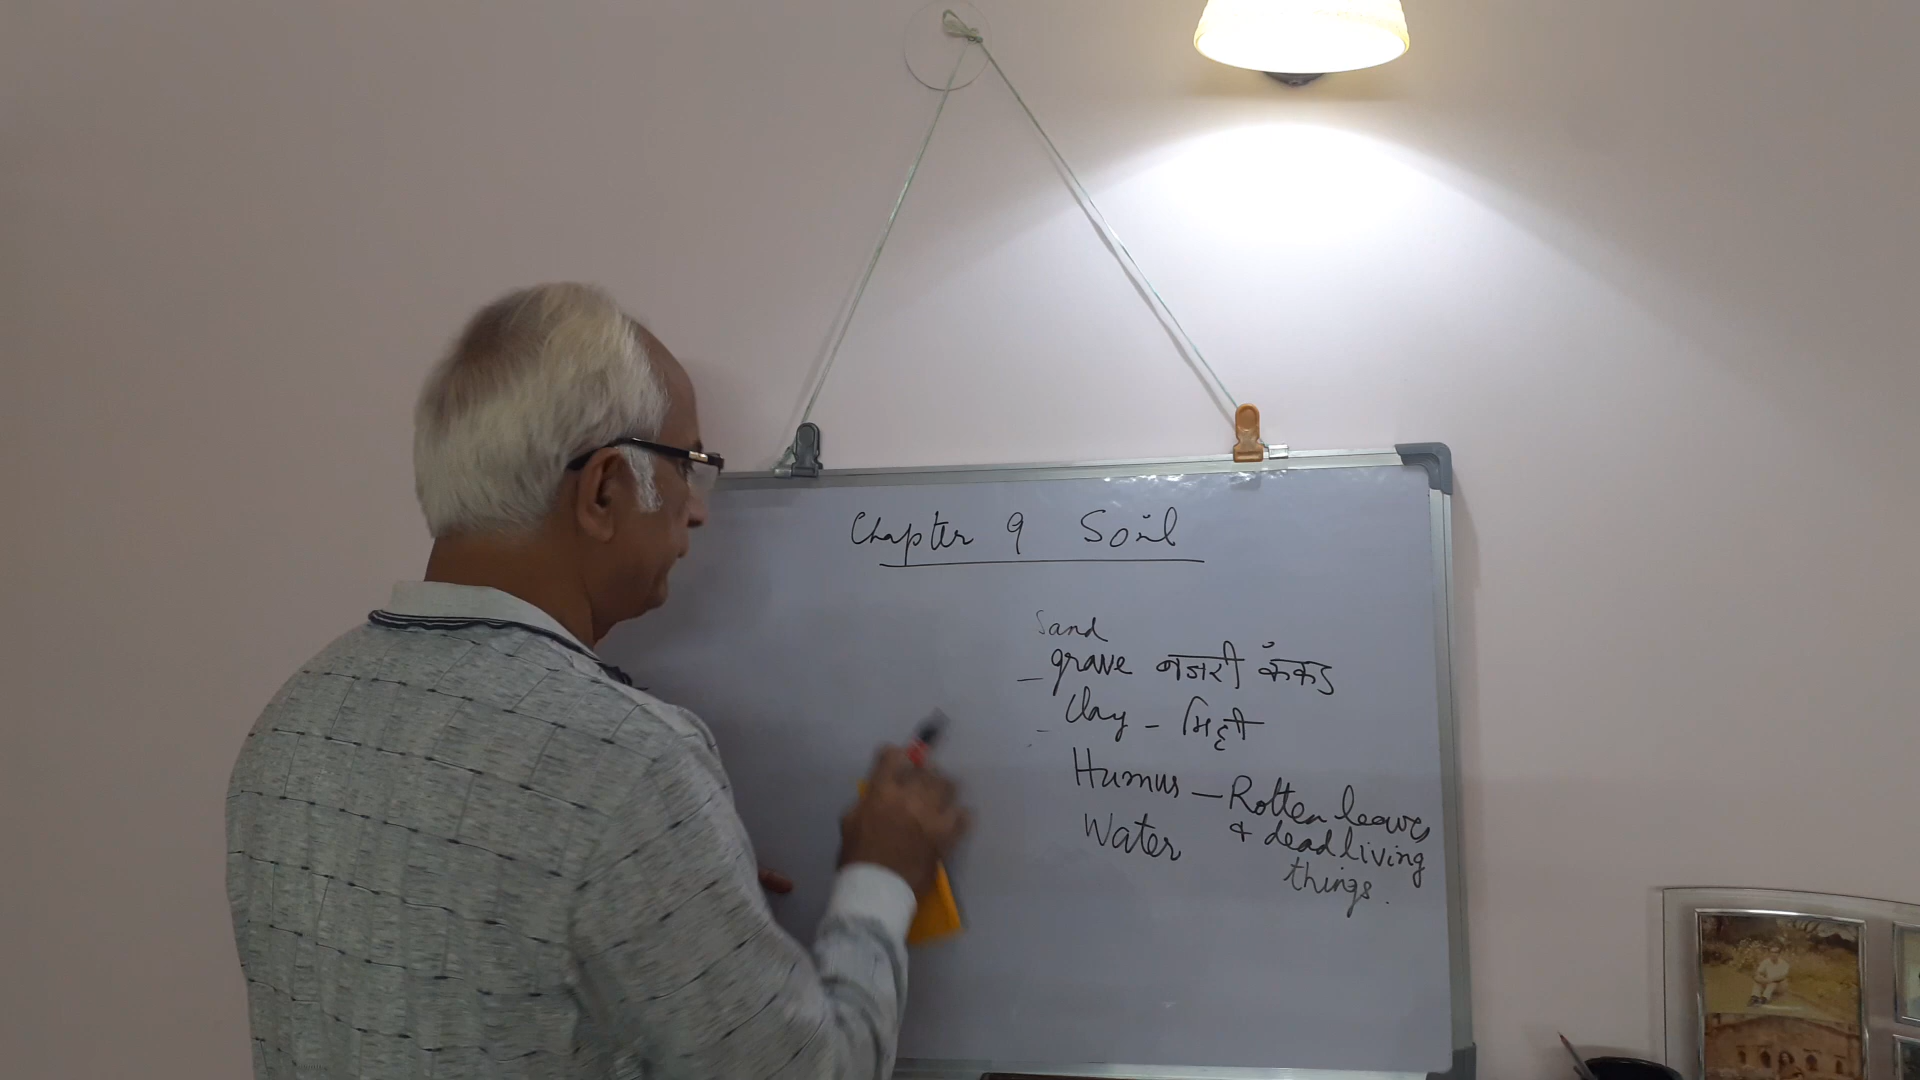 Chapter 9 Soil
Sand
- grave बजरी कंकड
- Clay - मिट्टी
Humus - Rotten leaves
& dead living
things.
Water